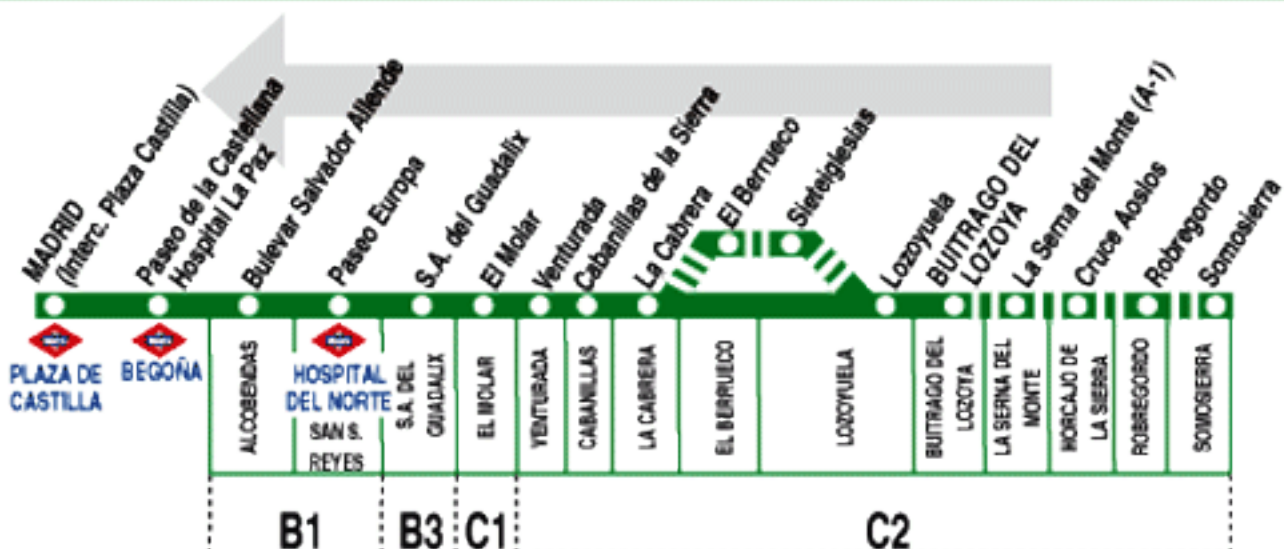 MADRID
(Interc. Plaza Castilla)
Paseo de la Castellana
Hospital La Paz
Bulevar Salvador Allende
Paseo Europa
S.A. del Guadalix
El Molar
Venturada
Cabanillas de la Sierra
La Cabrera
El Berrueco
Sieteiglesias
Lozoyuela
BUITRAGO DEL
LOZOYA
La Serma del Monte (A-1)
Cruce Aoslos
Robregordo
Somosierra
PLAZA DE
CASTILLA
BEGOÑA
ALCOBENDAS
HOSPITAL
DEL NORTE
SAN S.
REYES
S.A. DEL
GUADALIX
EL MOLAR
VENTURADA
CABANILLAS
LA CABRERA
EL BERRUECO
LOZOYUELA
BUITRAGO DEL
LOZOYA
LA SERNA DEL
MONTE
HORCAJO DE
LA SIERRA
ROBREGORDO
SOMOSIERRA
B1
B3
C1
C2